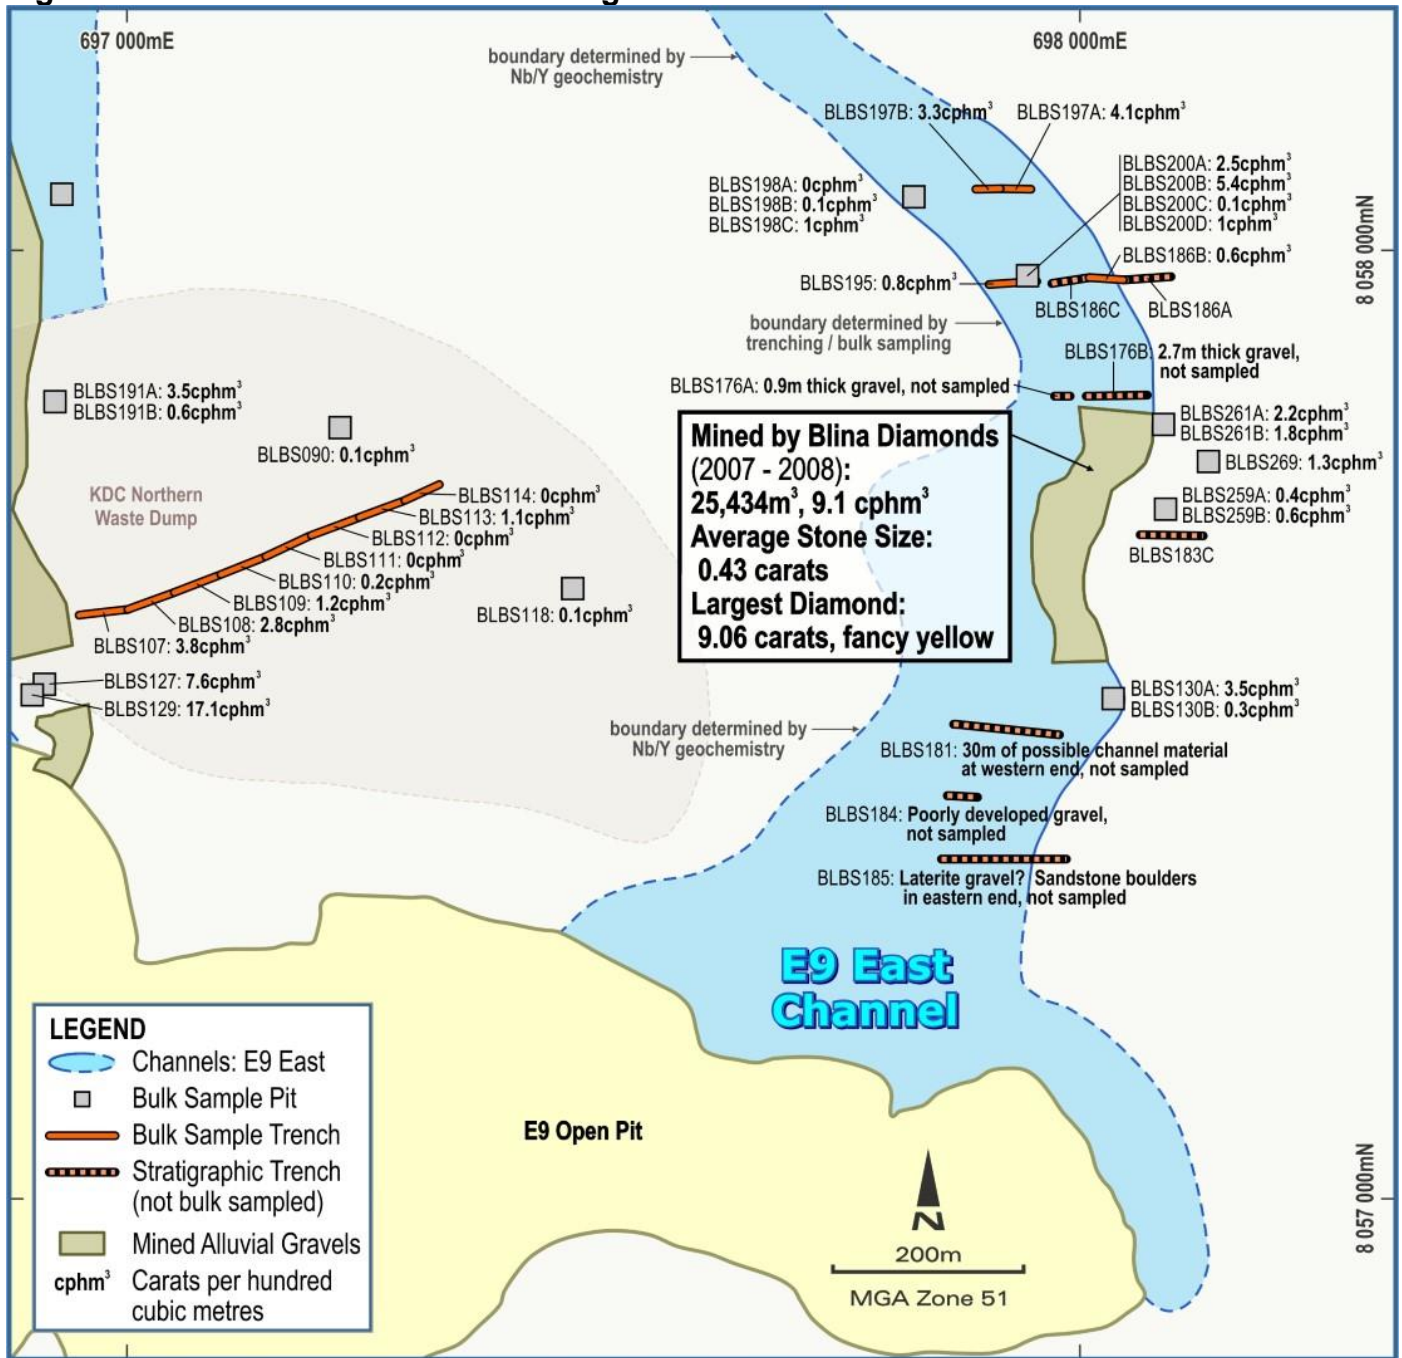 697 000mE
698 000mE
boundary determined by
Nb/Y geochemistry
BLBS197B: 3.3cphm³
BLBS197A: 4.1cphm³
BLBS200A: 2.5cphm³
BLBS200B: 5.4cphm³
BLBS200C: 0.1cphm³
BLBS200D: 1cphm³
BLBS198A: 0cphm³
BLBS198B: 0.1cphm³
BLBS198C: 1cphm³
8 058 000mN
BLBS186B: 0.6cphm³
BLBS195: 0.8cphm³
BLBS186C
BLBS186A
boundary determined by
trenching / bulk sampling
BLBS176B: 2.7m thick gravel,
not sampled
BLBS176A: 0.9m thick gravel, not sampled
BLBS191A: 3.5cphm³
BLBS191B: 0.6cphm³
BLBS090: 0.1cphm³
BLBS261A: 2.2cphm³
BLBS261B: 1.8cphm³
BLBS269: 1.3cphm³
BLBS259A: 0.4cphm³
BLBS259B: 0.6cphm³
BLBS183C
Mined by Blina Diamonds
(2007 - 2008):
25,434m³, 9.1 cphm³
Average Stone Size:
0.43 carats
Largest Diamond:
9.06 carats, fancy yellow
KDC Northern
Waste Dump
BLBS114: 0cphm³
BLBS113: 1.1cphm³
BLBS112: 0cphm³
BLBS111: 0cphm³
BLBS110: 0.2cphm³
BLBS109: 1.2cphm³
BLBS108: 2.8cphm³
BLBS107: 3.8cphm³
BLBS118: 0.1cphm³
BLBS127: 7.6cphm³
BLBS129: 17.1cphm³
BLBS130A: 3.5cphm³
BLBS130B: 0.3cphm³
boundary determined by
Nb/Y geochemistry
BLBS181: 30m of possible channel material
at western end, not sampled
BLBS184: Poorly developed gravel,
not sampled
BLBS185: Laterite gravel? Sandstone boulders
in eastern end, not sampled
E9 East
Channel
E9 Open Pit
8 057 000mN
LEGEND
Channels: E9 East
Bulk Sample Pit
Bulk Sample Trench
Stratigraphic Trench
(not bulk sampled)
Mined Alluvial Gravels
cphm³ Carats per hundred
cubic metres
N
200m
MGA Zone 51